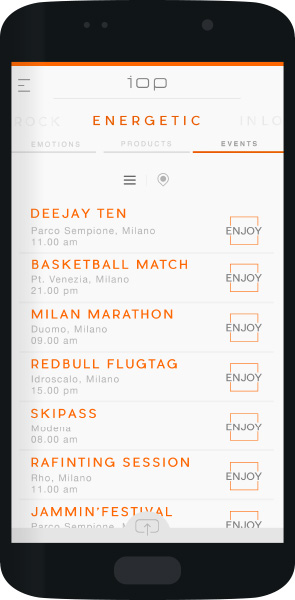 iop
ROCK ENERGETIC INLO
EMOTIONS PRODUCTS EVENTS
DEEJAY TEN
Parco Sempione, Milano
11.00 am
ENJOY
BASKETBALL MATCH
Pt. Venezia, Milano
21.00 pm
ENJOY
MILAN MARATHON
Duomo, Milano
09.00 am
ENJOY
REDBULL FLUGTAG
Idroscalo, Milano
15.00 pm
ENJOY
SKIPASS
Modena
08.00 am
ENJOY
RAFINTING SESSION
Rho, Milano
11.00 am
ENJOY
JAMMIN'FESTIVAL
Parco Sempione,
ENJOY